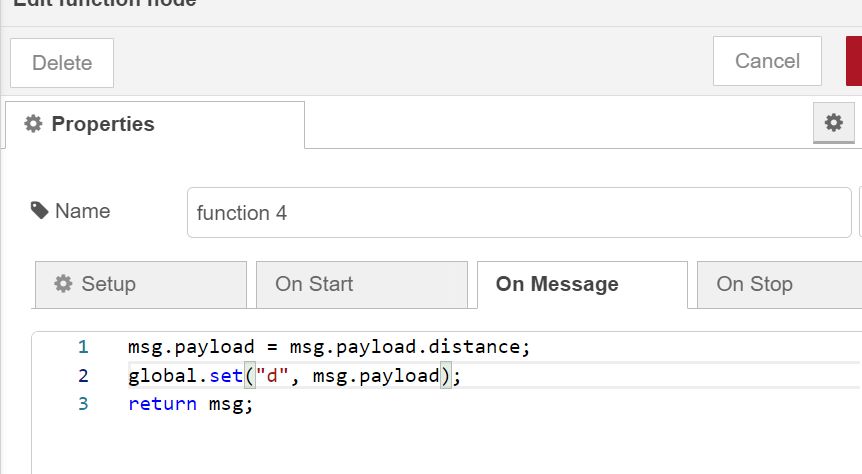 Edit function node
Delete
Cancel
Properties
Name
function 4
Setup
On Start
On Message
On Stop
1 msg.payload = msg.payload.distance;
2 global.set("d", msg.payload);
3 return msg;